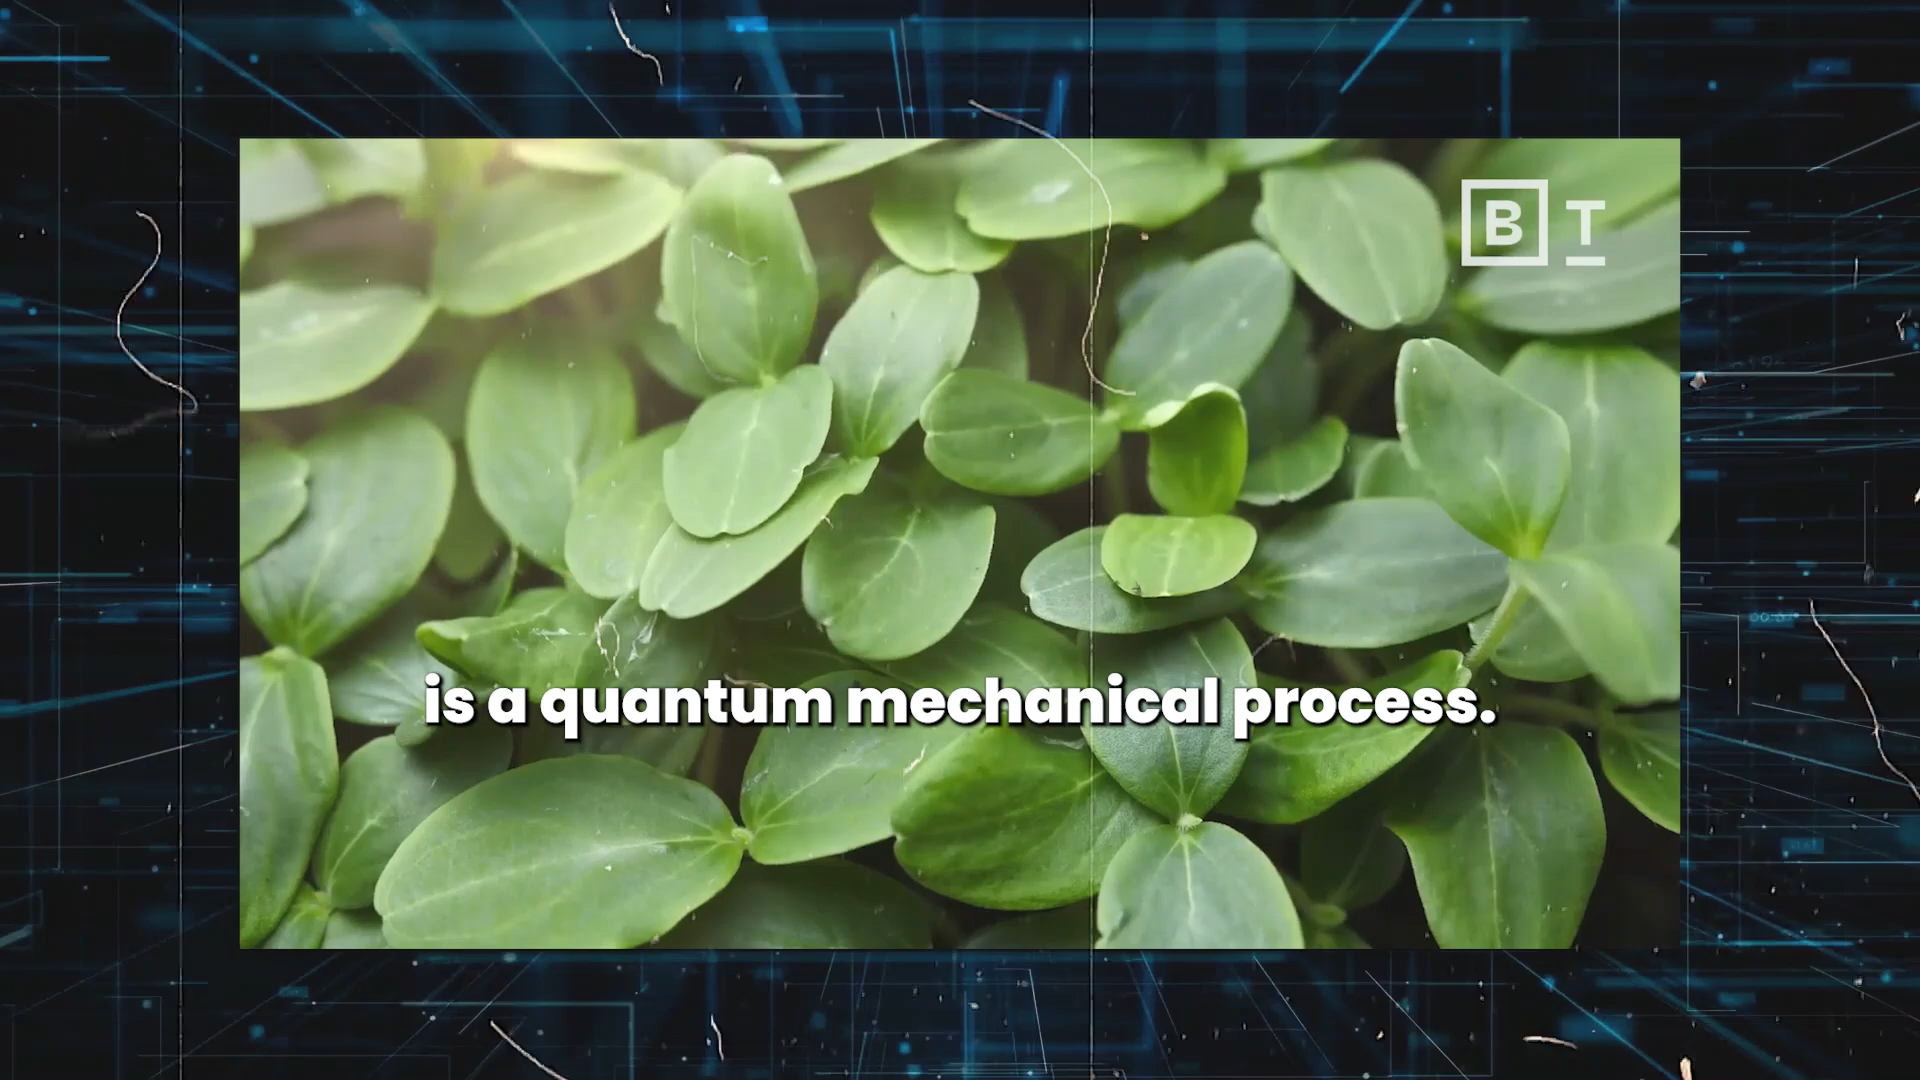 B T
is a quantum mechanical process.